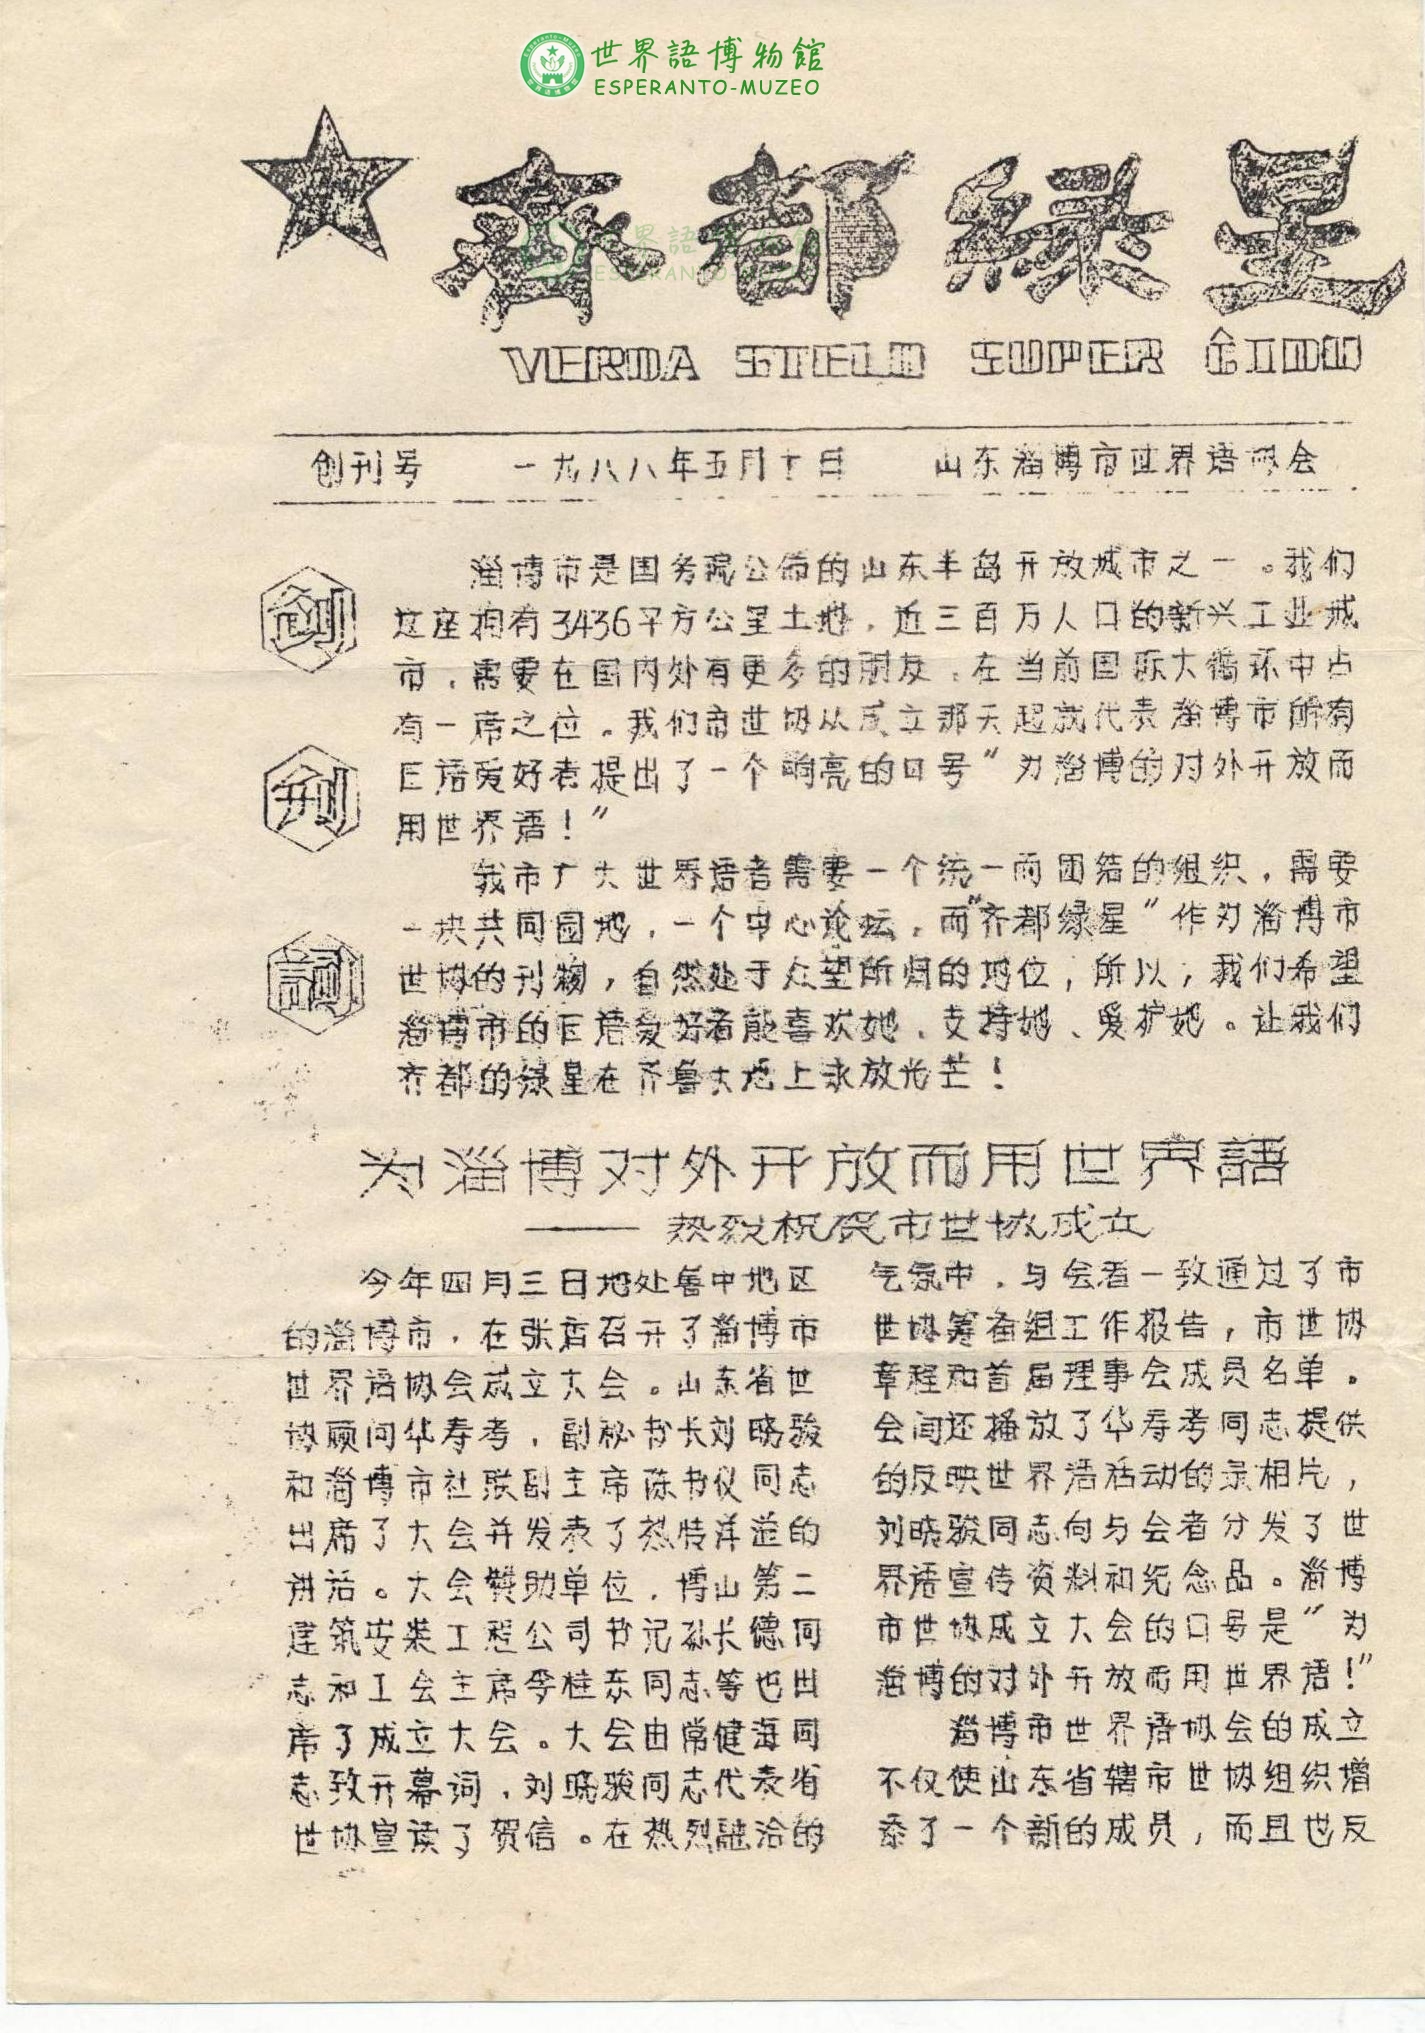 世界語博物館
ESPERANTO-MUZEO
齊都綠星
VERDA STELO SUPER ĈIDU
创刊号 一九八八年五月十日 山东淄博市世界语协会
创刊詞
淄博市是国务院公布的山东半岛开放城市之一。我们
这座拥有3436平方公里土地，近三百万人口的新兴工业城
市，需要在国内处有更多的朋友，在当前国际大循环中占
有一席之位。我们市世协从成立那天起就代表淄博市所有
巨语爱好者提出了一个响亮的口号“为淄博的对外开放而
用世界语！”
我市广大世界语者需要一个统一而团结的组织，需要
一块共同园地，一个中心论坛，而“齐都绿星”作为淄博市
世协的刊物，自然处于众望所归的地位，所以，我们希望
淄博市的巨语爱好者能喜欢她、支持她、爱护她。让我们
齐都的绿星在齐鲁大地上永放光芒！
为淄博对外开放而用世界語
——热烈祝贺市世协成立
今年四月三日地处鲁中地区
的淄博市，在张店召开了淄博市
世界语协会成立大会。山东省世
协顾问华寿考，副秘书长刘晓骏
和淄博市社联副主席陈书仪同志
出席了大会并发表了热情洋溢的
讲话。大会赞助单位，博山第二
建筑安装工程公司书记孙长德同
志和工会主席李桂东同志等也出
席了成立大会。大会由常健海同
志致开幕词，刘晓骏同志代表省
世协宣读了贺信。在热烈融洽的
气氛中，与会者一致通过了市
世协筹备组工作报告，市世协
章程和首届理事会成员名单。
会间还播放了华寿考同志提供
的反映世界语活动的录相片，
刘晓骏同志向与会者分发了世
界语宣传资料和纪念品。淄博
市世协成立大会的口号是“为
淄博的对外开放而用世界语！”
淄博市世界语协会的成立
不仅使山东省辖市世协组织增
添了一个新的成员，而且也反